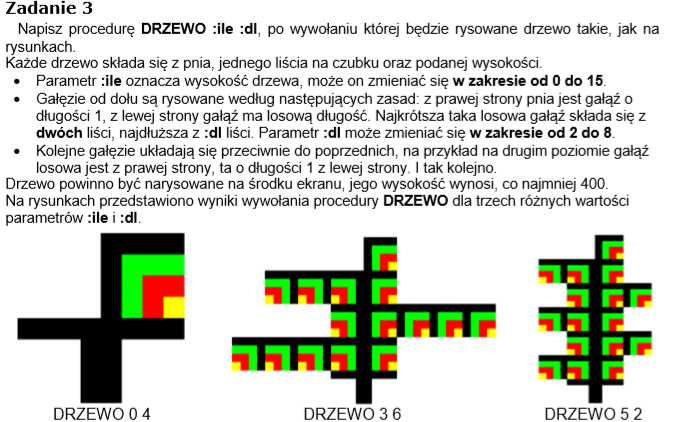 Zadanie 3
Napisz procedurę DRZEWO :ile :dl, po wywołaniu której będzie rysowane drzewo takie, jak na
rysunkach.
Każde drzewo składa się z pnia, jednego liścia na czubku oraz podanej wysokości.
• Parametr :ile oznacza wysokość drzewa, może on zmieniać się w zakresie od 0 do 15.
• Gałęzie od dołu są rysowane według następujących zasad: z prawej strony pnia jest gałąź o
długości 1, z lewej strony gałąź ma losową długość. Najkrótsza taka losowa gałąź składa się z
dwóch liści, najdłuższa z :dl liści. Parametr :dl może zmieniać się w zakresie od 2 do 8.
• Kolejne gałęzie układają się przeciwnie do poprzednich, na przykład na drugim poziomie gałąź
losowa jest z prawej strony, ta o długości 1 z lewej strony. I tak kolejno.
Drzewo powinno być narysowane na środku ekranu, jego wysokość wynosi, co najmniej 400.
Na rysunkach przedstawiono wyniki wywołania procedury DRZEWO dla trzech różnych wartości
parametrów :ile i :dl.
DRZEWO 0 4 DRZEWO 3 6 DRZEWO 5 2